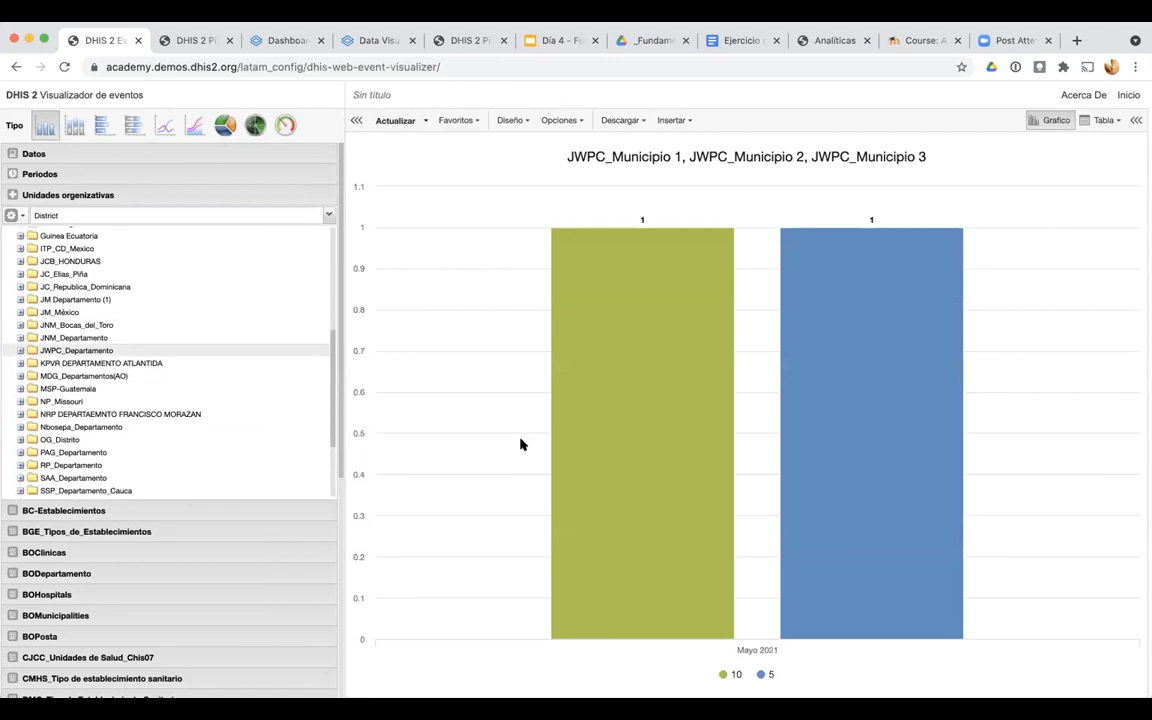 DHIS 2 Ev
DHIS 2 Pi
Dashboar
Data Visu
DHIS 2 Pi
Día 4 - Fu
_Fundame
Ejercicio d
Analíticas
Course: A
Post Atte
academy.demos.dhis2.org/latam_config/dhis-web-event-visualizer/
DHIS 2 Visualizador de eventos
Sin título
Acerca De
Inicio
Tipo
Actualizar
Favoritos
Diseño
Opciones
Descargar
Insertar
Grafico
Tabla
Datos
Periodos
Unidades organizativas
District
Guinea Ecuatoria
ITP_CD_Mexico
JCB_HONDURAS
JC_Elias_Piña
JC_Republica_Dominicana
JM Departamento (1)
JM_México
JNM_Bocas_del_Toro
JNM_Departamento
JWPC_Departamento
KPVR DEPARTAMENTO ATLANTIDA
MDG_Departamentos(AO)
MSP-Guatemala
NP_Missouri
NRP DEPARTAEMNTO FRANCISCO MORAZAN
Nbosepa_Departamento
OG_Distrito
PAG_Departamento
RP_Departamento
SAA_Departamento
SSP_Departamento_Cauca
BC-Establecimientos
BGE_Tipos_de_Establecimientos
BOClinicas
BODepartamento
BOHospitals
BOMunicipalities
BOPosta
CJCC_Unidades de Salud_Chis07
CMHS_Tipo de establecimiento sanitario
JWPC_Municipio 1, JWPC_Municipio 2, JWPC_Municipio 3
1.1
1
0.9
0.8
0.7
0.6
0.5
0.4
0.3
0.2
0.1
0
1
1
Mayo 2021
10
5